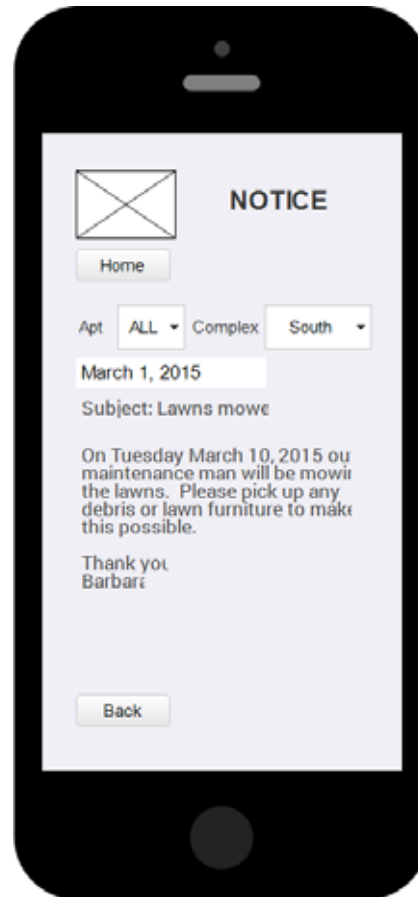 NOTICE
Home
Apt ALL Complex South
March 1, 2015
Subject: Lawns mowe
On Tuesday March 10, 2015 ou
maintenance man will be mowin
the lawns. Please pick up any
debris or lawn furniture to make
this possible.
Thank you
Barbara
Back